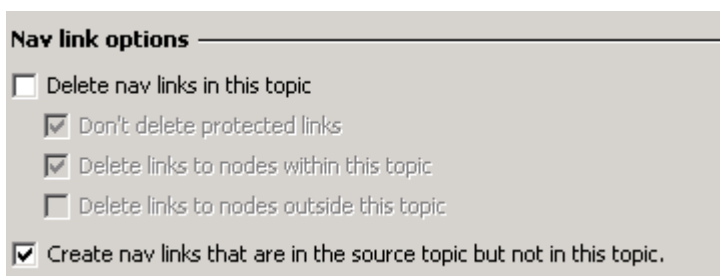 Nav link options
Delete nav links in this topic
Don't delete protected links
Delete links to nodes within this topic
Delete links to nodes outside this topic
Create nav links that are in the source topic but not in this topic.